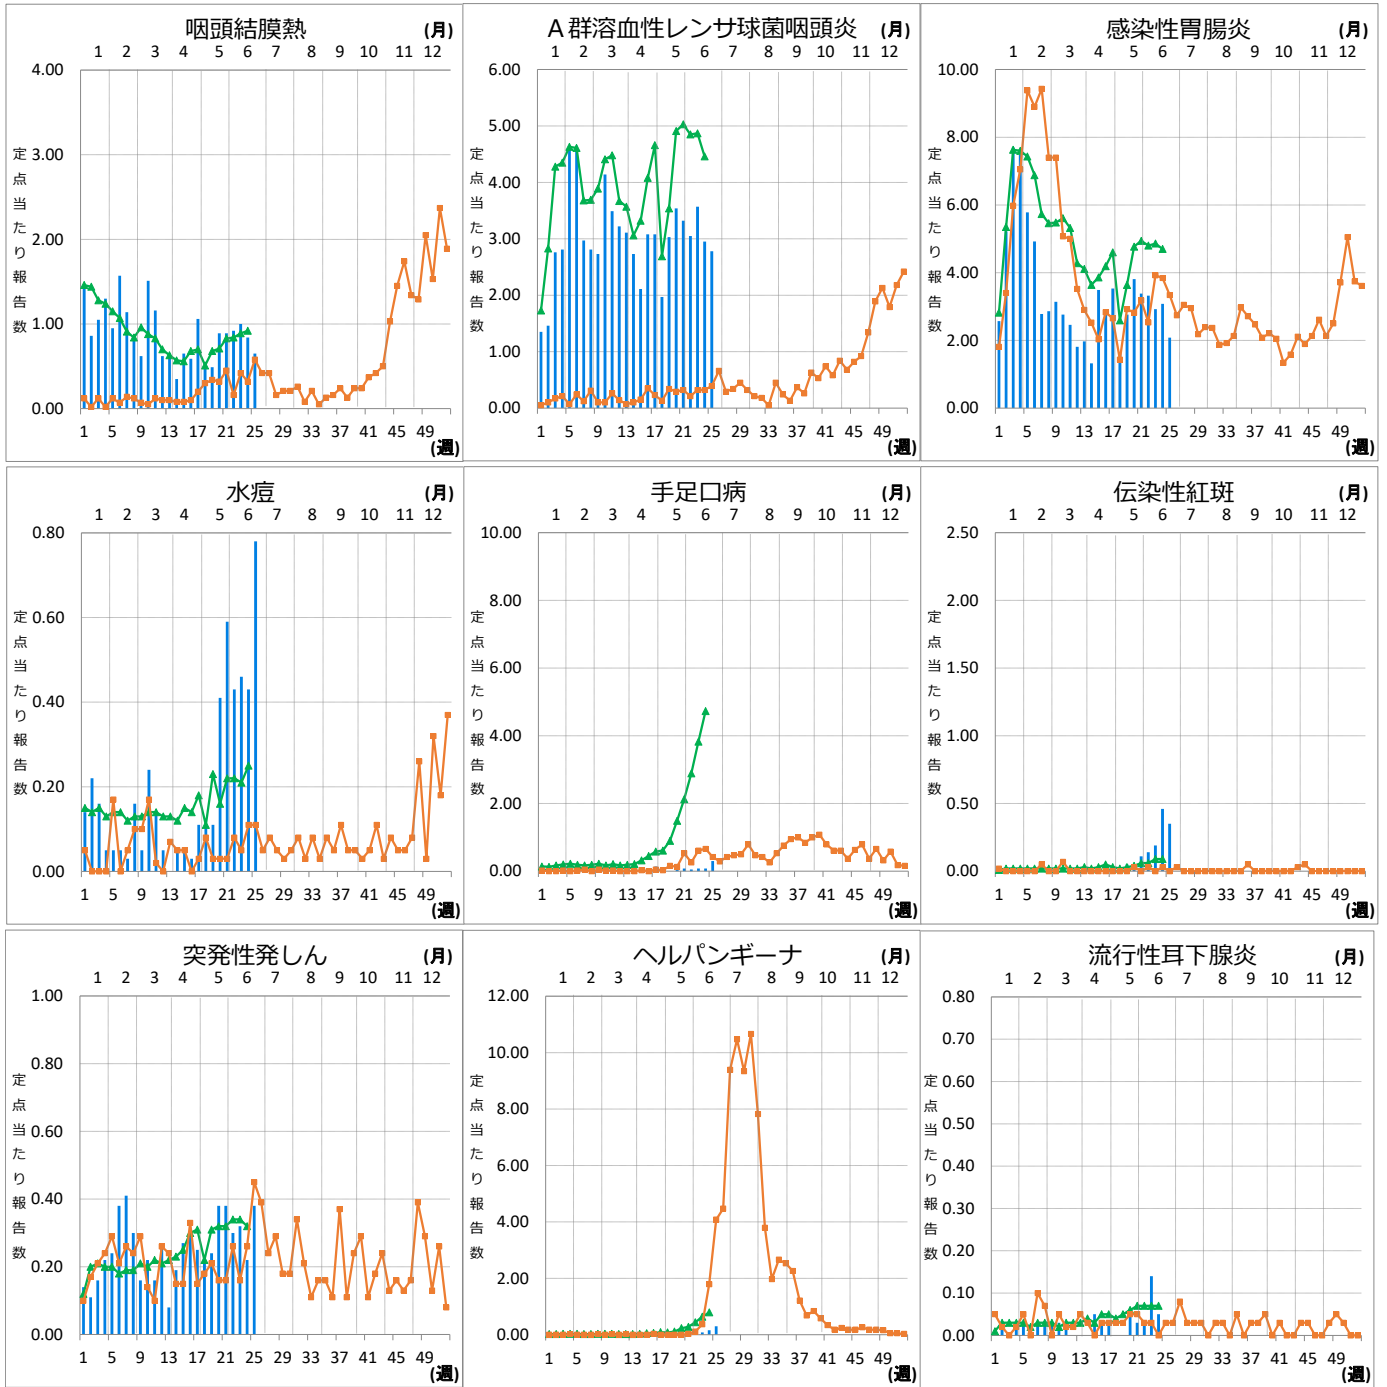 咽頭結膜熱
(月)
1 2 3 4 5 6 7 8 9 10 11 12
4.00
3.00
2.00
1.00
0.00
定点当たり報告数
1 5 9 13 17 21 25 29 33 37 41 45 49
(週)
A群溶血性レンサ球菌咽頭炎
(月)
1 2 3 4 5 6 7 8 9 10 11 12
6.00
5.00
4.00
3.00
2.00
1.00
0.00
定点当たり報告数
1 5 9 13 17 21 25 29 33 37 41 45 49
(週)
感染性胃腸炎
(月)
1 2 3 4 5 6 7 8 9 10 11 12
10.00
8.00
6.00
4.00
2.00
0.00
定点当たり報告数
1 5 9 13 17 21 25 29 33 37 41 45 49
(週)
水痘
(月)
1 2 3 4 5 6 7 8 9 10 11 12
0.80
0.60
0.40
0.20
0.00
定点当たり報告数
1 5 9 13 17 21 25 29 33 37 41 45 49
(週)
手足口病
(月)
1 2 3 4 5 6 7 8 9 10 11 12
10.00
8.00
6.00
4.00
2.00
0.00
定点当たり報告数
1 5 9 13 17 21 25 29 33 37 41 45 49
(週)
伝染性紅斑
(月)
1 2 3 4 5 6 7 8 9 10 11 12
2.50
2.00
1.50
1.00
0.50
0.00
定点当たり報告数
1 5 9 13 17 21 25 29 33 37 41 45 49
(週)
突発性発しん
(月)
1 2 3 4 5 6 7 8 9 10 11 12
1.00
0.80
0.60
0.40
0.20
0.00
定点当たり報告数
1 5 9 13 17 21 25 29 33 37 41 45 49
(週)
ヘルパンギーナ
(月)
1 2 3 4 5 6 7 8 9 10 11 12
12.00
10.00
8.00
6.00
4.00
2.00
0.00
定点当たり報告数
1 5 9 13 17 21 25 29 33 37 41 45 49
(週)
流行性耳下腺炎
(月)
1 2 3 4 5 6 7 8 9 10 11 12
0.80
0.70
0.60
0.50
0.40
0.30
0.20
0.10
0.00
定点当たり報告数
1 5 9 13 17 21 25 29 33 37 41 45 49
(週)